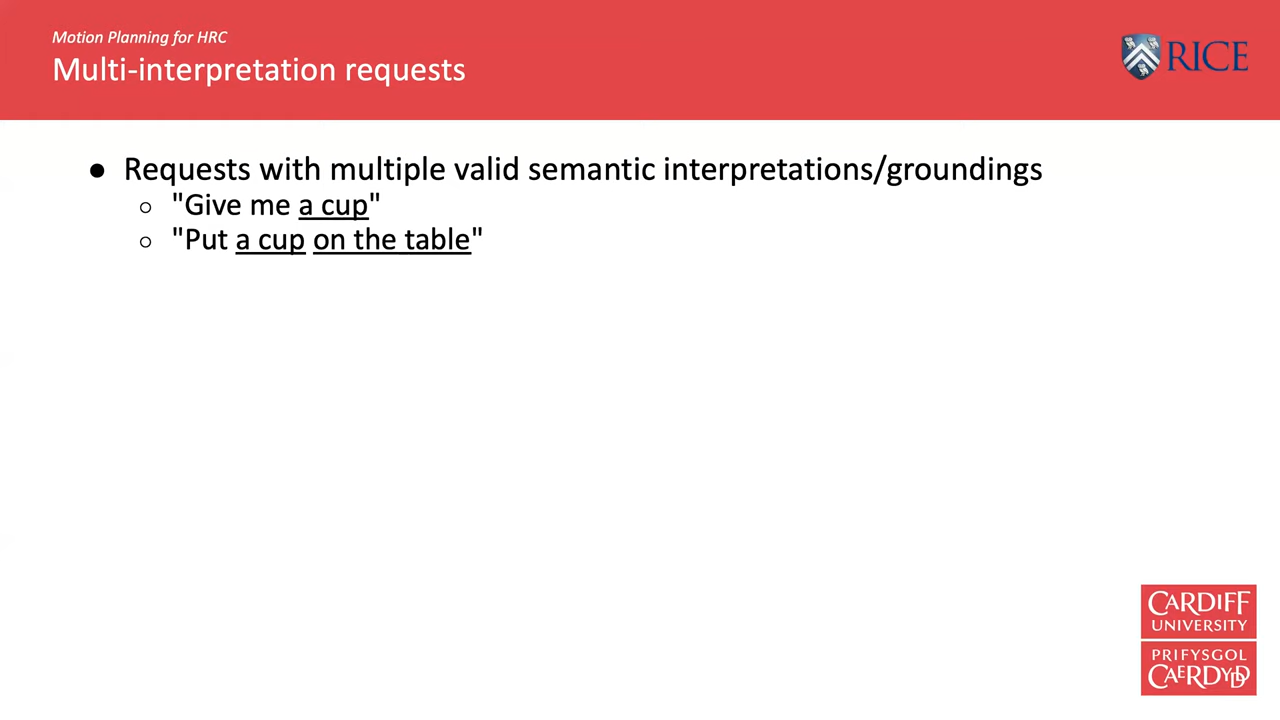 Motion Planning for HRC
Multi-interpretation requests
RICE
● Requests with multiple valid semantic interpretations/groundings
○ "Give me a cup"
○ "Put a cup on the table"
CARDIFF
UNIVERSITY
PRIFYSGOL
CAERDYDD